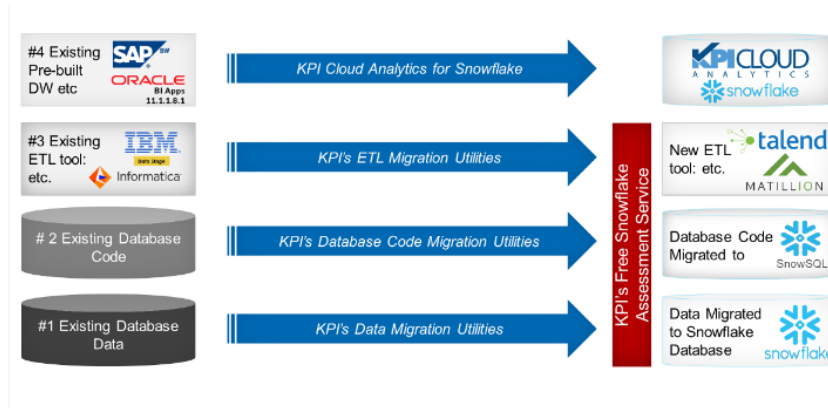 #4 Existing
Pre-built
DW etc
SAP BW
ORACLE
BI Apps
11.1.1.8.1
KPI Cloud Analytics for Snowflake
KPI CLOUD
ANALYTICS
snowflake
#3 Existing
ETL tool:
etc.
IBM
Data Stage
Informatica
KPI's ETL Migration Utilities
New ETL
tool: etc.
talend
MATILLION
# 2 Existing Database
Code
KPI's Database Code Migration Utilities
Database Code
Migrated to
SnowSQL
#1 Existing Database
Data
KPI's Data Migration Utilities
Data Migrated
to Snowflake
Database
snowflake
KPI's Free Snowflake
Assessment Service